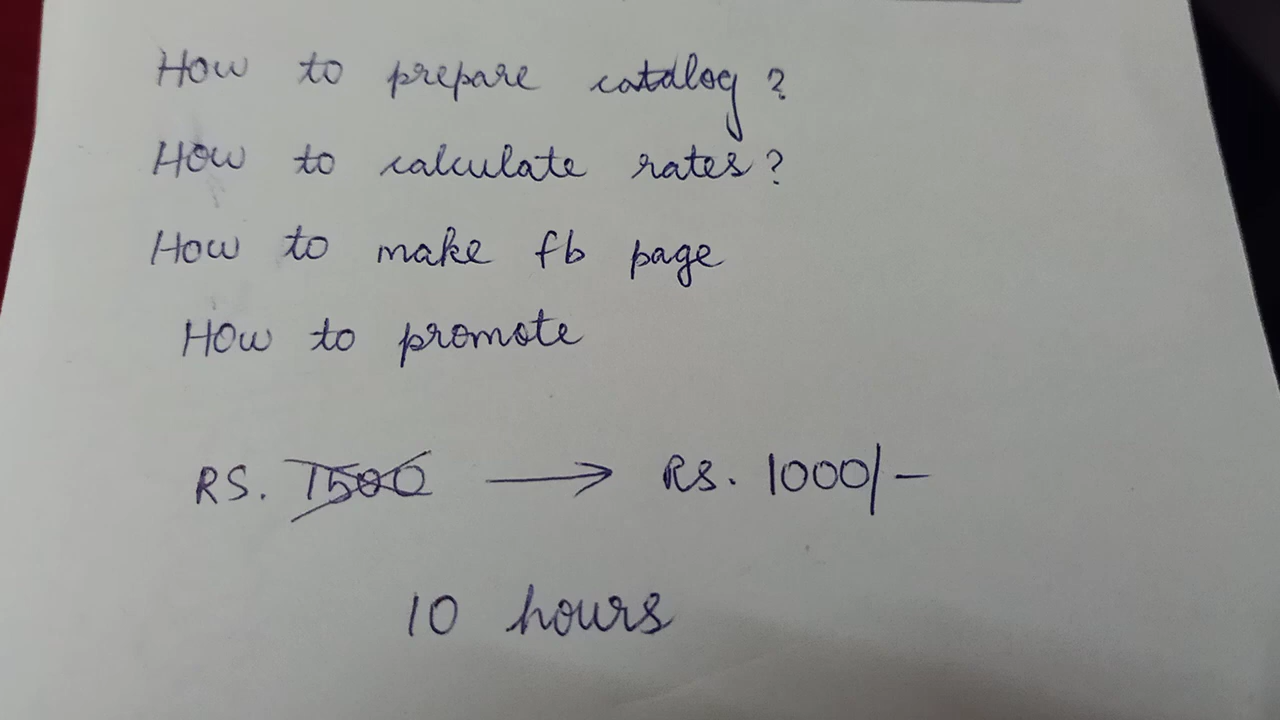 How to prepare catalog ?
How to calculate rates ?
How to make fb page
How to promote
RS. 1500 → RS. 1000/-
10 hours